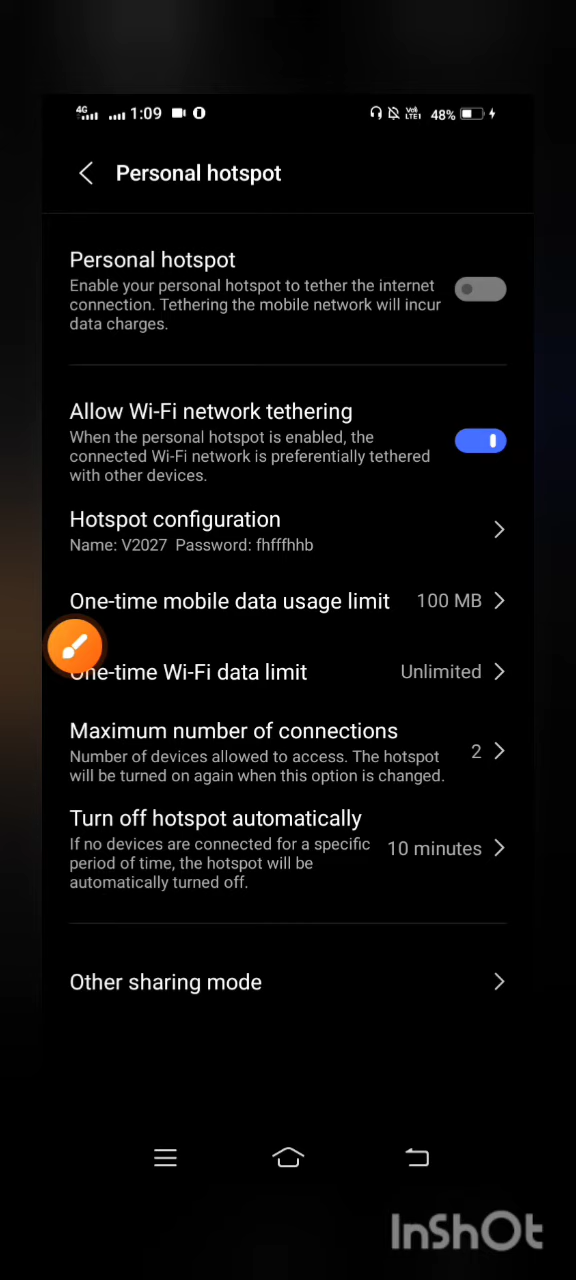 4G 1:09 VoLTE1 48%
Personal hotspot
Personal hotspot
Enable your personal hotspot to tether the internet
connection. Tethering the mobile network will incur
data charges.
Allow Wi-Fi network tethering
When the personal hotspot is enabled, the
connected Wi-Fi network is preferentially tethered
with other devices.
Hotspot configuration
Name: V2027 Password: fhfffhhb
One-time mobile data usage limit 100 MB
One-time Wi-Fi data limit Unlimited
Maximum number of connections
Number of devices allowed to access. The hotspot 2
will be turned on again when this option is changed.
Turn off hotspot automatically
If no devices are connected for a specific
period of time, the hotspot will be 10 minutes
automatically turned off.
Other sharing mode
InShOt